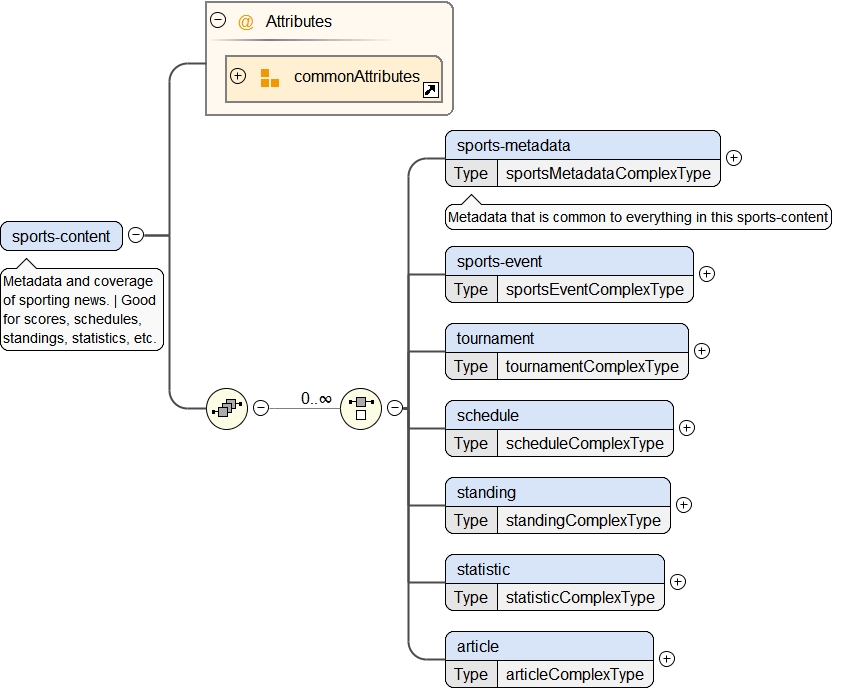 @ Attributes
commonAttributes
sports-content
Metadata and coverage
of sporting news. | Good
for scores, schedules,
standings, statistics, etc.
0..∞
sports-metadata
Type sportsMetadataComplexType
Metadata that is common to everything in this sports-content
sports-event
Type sportsEventComplexType
tournament
Type tournamentComplexType
schedule
Type scheduleComplexType
standing
Type standingComplexType
statistic
Type statisticComplexType
article
Type articleComplexType